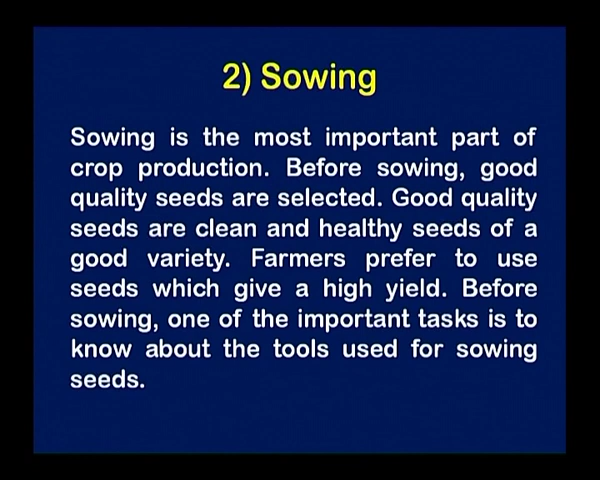 2) Sowing
Sowing is the most important part of
crop production. Before sowing, good
quality seeds are selected. Good quality
seeds are clean and healthy seeds of a
good variety. Farmers prefer to use
seeds which give a high yield. Before
sowing, one of the important tasks is to
know about the tools used for sowing
seeds.